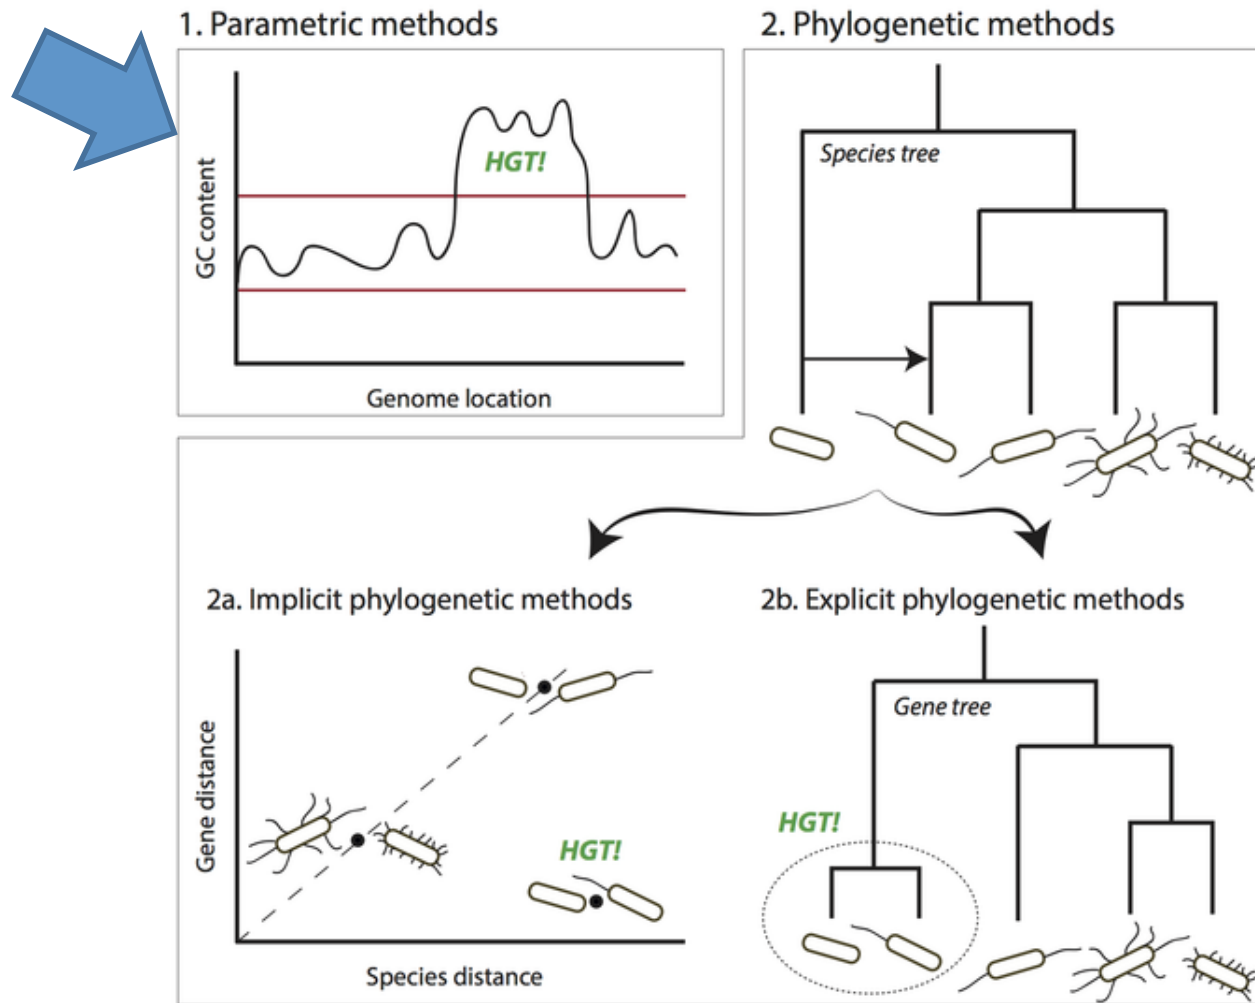 1. Parametric methods
2. Phylogenetic methods
GC content
HGT!
Genome location
Species tree
2a. Implicit phylogenetic methods
2b. Explicit phylogenetic methods
Gene distance
HGT!
Species distance
Gene tree
HGT!